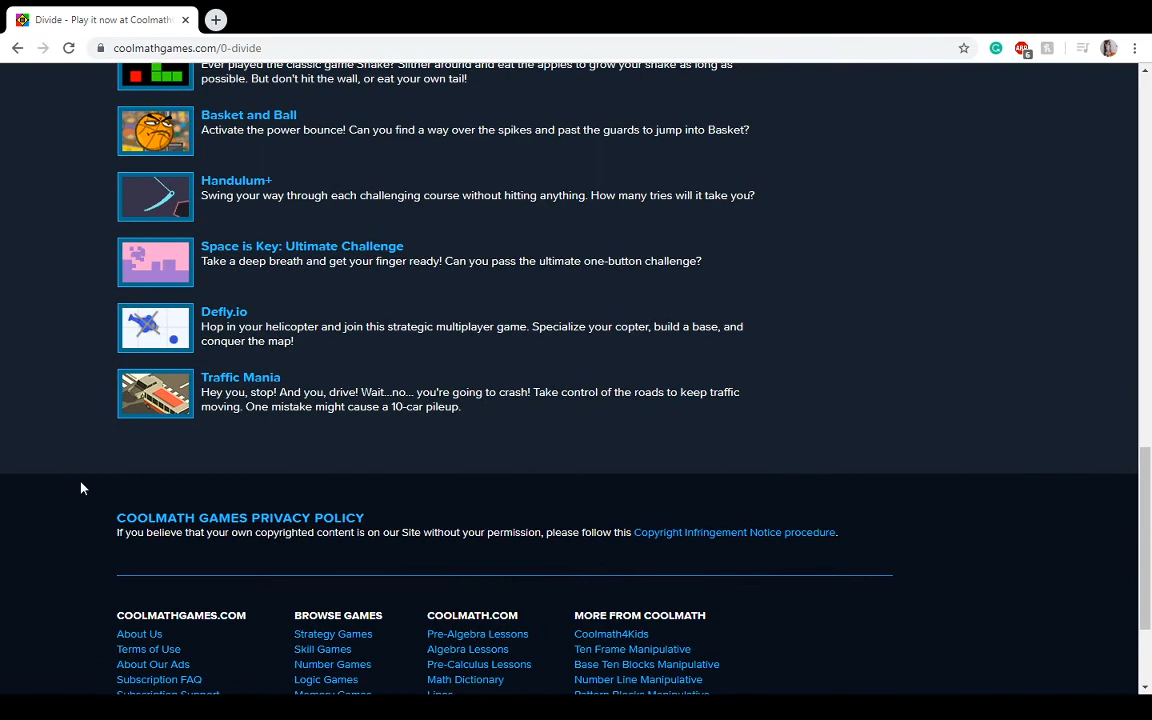 Divide - Play it now at Coolmath
coolmathgames.com/0-divide
6
Ever played the classic game Snake? Slither around and eat the apples to grow your snake as long as
possible. But don't hit the wall, or eat your own tail!
Basket and Ball
Activate the power bounce! Can you find a way over the spikes and past the guards to jump into Basket?
Handulum+
Swing your way through each challenging course without hitting anything. How many tries will it take you?
Space is Key: Ultimate Challenge
Take a deep breath and get your finger ready! Can you pass the ultimate one-button challenge?
Defly.io
Hop in your helicopter and join this strategic multiplayer game. Specialize your copter, build a base, and
conquer the map!
Traffic Mania
Hey you, stop! And you, drive! Wait...no... you're going to crash! Take control of the roads to keep traffic
moving. One mistake might cause a 10-car pileup.
COOLMATH GAMES PRIVACY POLICY
If you believe that your own copyrighted content is on our Site without your permission, please follow this Copyright Infringement Notice procedure.
COOLMATHGAMES.COM
About Us
Terms of Use
About Our Ads
Subscription FAQ
Subscription Support
BROWSE GAMES
Strategy Games
Skill Games
Number Games
Logic Games
Memory Games
COOLMATH.COM
Pre-Algebra Lessons
Algebra Lessons
Pre-Calculus Lessons
Math Dictionary
Lines
MORE FROM COOLMATH
Coolmath4Kids
Ten Frame Manipulative
Base Ten Blocks Manipulative
Number Line Manipulative
Pattern Blocks Manipulative